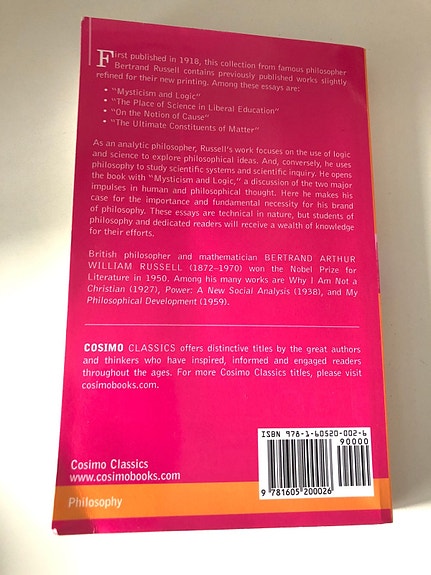 First published in 1918, this collection from famous philosopher
Bertrand Russell contains previously published works slightly
refined for their new printing. Among these essays are:
• "Mysticism and Logic"
• "The Place of Science in Liberal Education"
• "On the Notion of Cause"
• "The Ultimate Constituents of Matter"
As an analytic philosopher, Russell's work focuses on the use of logic
and science to explore philosophical ideas. And, conversely, he uses
philosophy to study scientific systems and scientific inquiry. He opens
the book with "Mysticism and Logic," a discussion of the two major
impulses in human and philosophical thought. Here he makes his
case for the importance and fundamental necessity for his brand
of philosophy. These essays are technical in nature, but students of
philosophy and dedicated readers will receive a wealth of knowledge
for their efforts.
British philosopher and mathematician BERTRAND ARTHUR
WILLIAM RUSSELL (1872–1970) won the Nobel Prize for
Literature in 1950. Among his many works are Why I Am Not a
Christian (1927), Power: A New Social Analysis (1938), and My
Philosophical Development (1959).
COSIMO CLASSICS offers distinctive titles by the great authors
and thinkers who have inspired, informed and engaged readers
throughout the ages. For more Cosimo Classics titles, please visit
cosimobooks.com.
ISBN 978-1-60520-002-6
90000
9 781605 200026
Cosimo Classics
www.cosimobooks.com
Philosophy